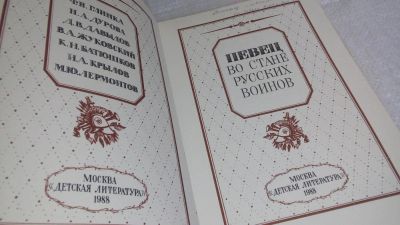 Ф.Н. ГЛИНКА
Н.А. ДУРОВА
Д.В. ДАВЫДОВ
В.А. ЖУКОВСКИЙ
К.Н. БАТЮШКОВ
И.А. КРЫЛОВ
М.Ю. ЛЕРМОНТОВ
МОСКВА
«ДЕТСКАЯ ЛИТЕРАТУРА»
1988
ПЕВЕЦ
ВО СТАНЕ
РУССКИХ
ВОИНОВ
МОСКВА
«ДЕТСКАЯ ЛИТЕРАТУРА»
1988